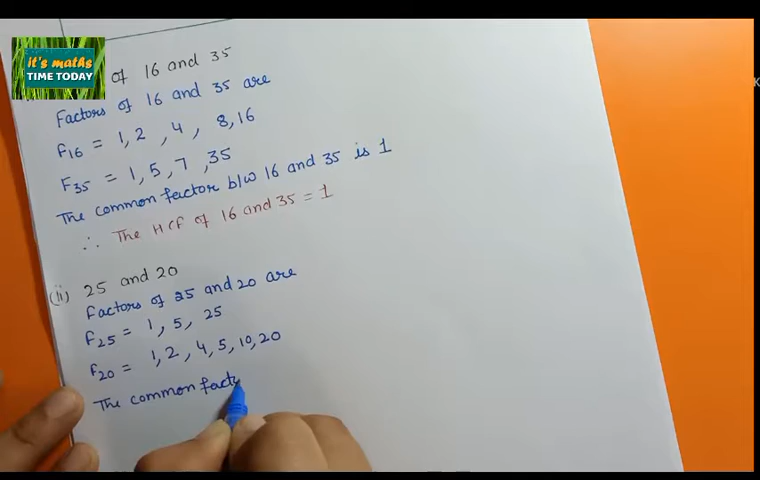 it's maths
TIME TODAY
of 16 and 35
Factors of 16 and 35 are
F16 = 1, 2 , 4 , 8, 16
F35 = 1, 5, 7 , 35
The common factor b/w 16 and 35 is 1
∴ The HCF of 16 and 35 = 1
(ii) 25 and 20
Factors of 25 and 20 are
F25 = 1, 5, 25
F20 = 1, 2 , 4, 5, 10, 20
The common fact